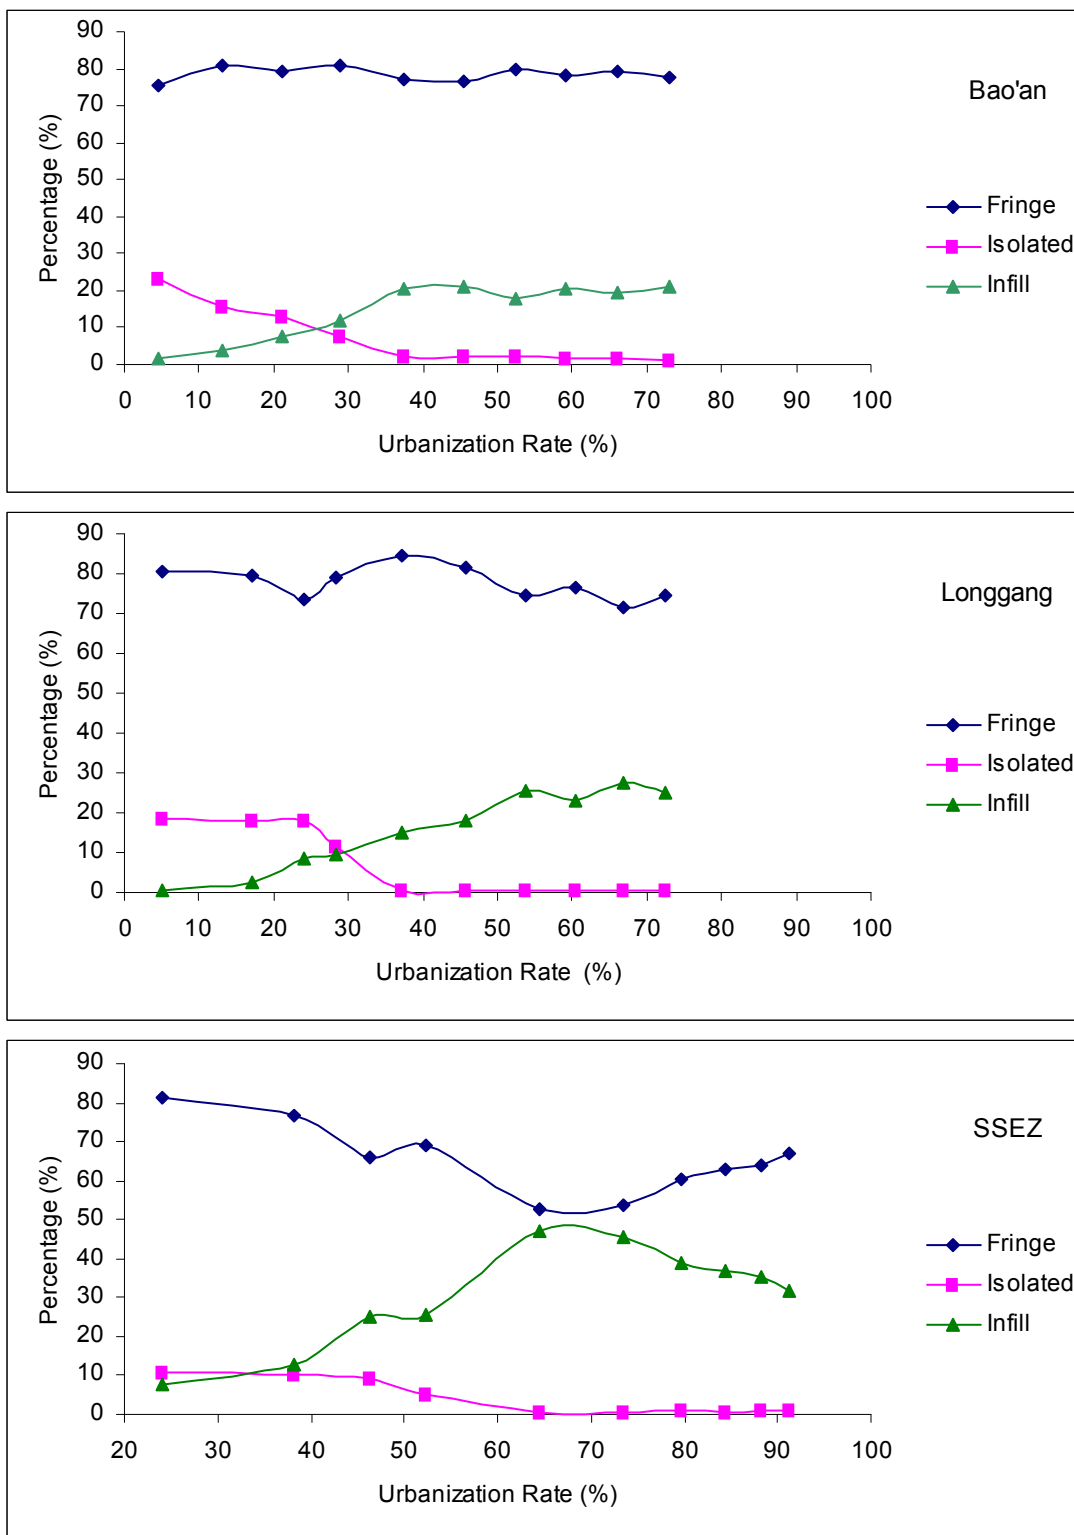 90
80
70
60
50
40
30
20
10
0
Percentage (%)
0 10 20 30 40 50 60 70 80 90 100
Urbanization Rate (%)
Bao'an
Fringe
Isolated
Infill
90
80
70
60
50
40
30
20
10
0
Percentage (%)
0 10 20 30 40 50 60 70 80 90 100
Urbanization Rate (%)
Longgang
Fringe
Isolated
Infill
90
80
70
60
50
40
30
20
10
0
Percentage (%)
20 30 40 50 60 70 80 90 100
Urbanization Rate (%)
SSEZ
Fringe
Isolated
Infill